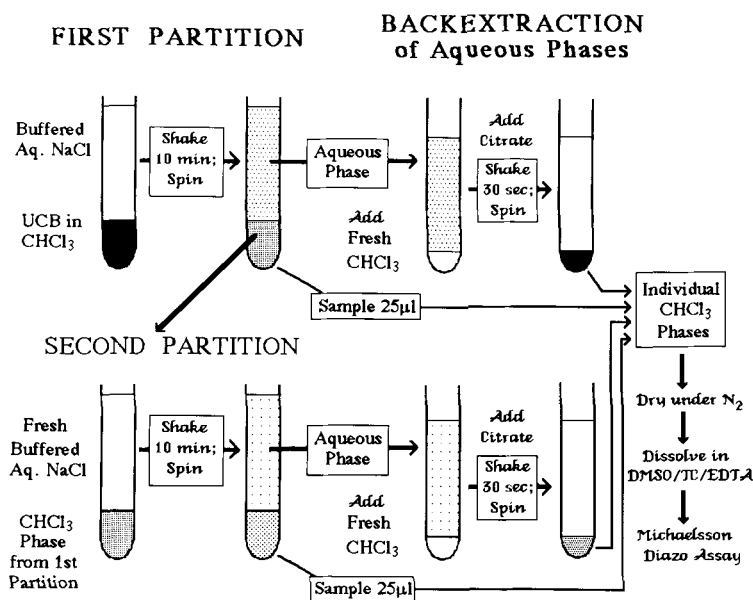 FIRST PARTITION
BACKEXTRACTION
of Aqueous Phases
Buffered
Aq. NaCl
Shake
10 min;
Spin
Aqueous
Phase
Add
Citrate
Shake
30 sec;
Spin
UCB in
CHCl3
Add
Fresh
CHCl3
Sample 25µl
Individual
CHCl3
Phases
SECOND PARTITION
Fresh
Buffered
Aq. NaCl
Shake
10 min;
Spin
Aqueous
Phase
Add
Citrate
Shake
30 sec;
Spin
CHCl3
Phase
from 1st
Partition
Add
Fresh
CHCl3
Sample 25µl
Dry under N2
Dissolve in
DMSO/TC/EDTA
Michaelsson
Diazo Assay